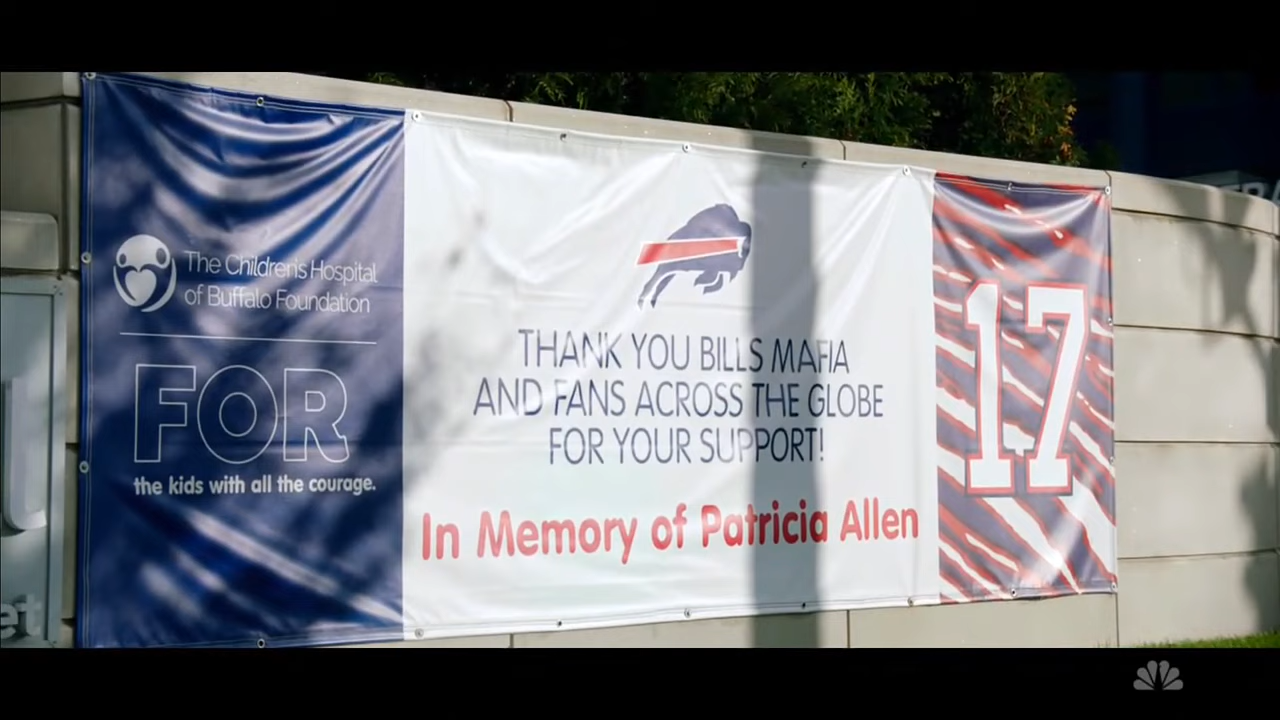 The Children's Hospital
of Buffalo Foundation
FOR
the kids with all the courage.
THANK YOU BILLS MAFIA
AND FANS ACROSS THE GLOBE
FOR YOUR SUPPORT!
In Memory of Patricia Allen
17